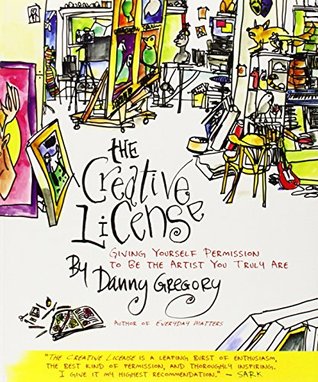 THE
Creative
License
GIVING YOURSELF PERMISSION
TO BE THE ARTIST YOU TRULY ARE
By Danny Gregory
AUTHOR OF EVERYDAY MATTERS
"THE CREATIVE LICENSE IS A LEAPING BURST OF ENTHUSIASM,
THE BEST KIND OF PERMISSION, AND THOROUGHLY INSPIRING.
I GIVE IT MY HIGHEST RECOMMENDATION." – SARK